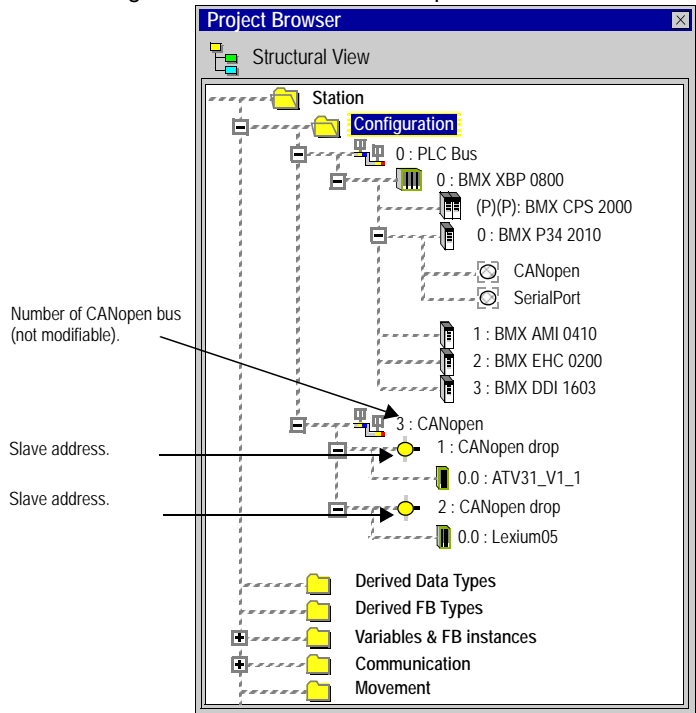 Project Browser
Structural View
Station
Configuration
0 : PLC Bus
0 : BMX XBP 0800
(P)(P): BMX CPS 2000
0 : BMX P34 2010
CANopen
SerialPort
1 : BMX AMI 0410
2 : BMX EHC 0200
3 : BMX DDI 1603
Number of CANopen bus
(not modifiable).
3 : CANopen
Slave address.
1 : CANopen drop
0.0 : ATV31_V1_1
Slave address.
2 : CANopen drop
0.0 : Lexium05
Derived Data Types
Derived FB Types
Variables & FB instances
Communication
Movement